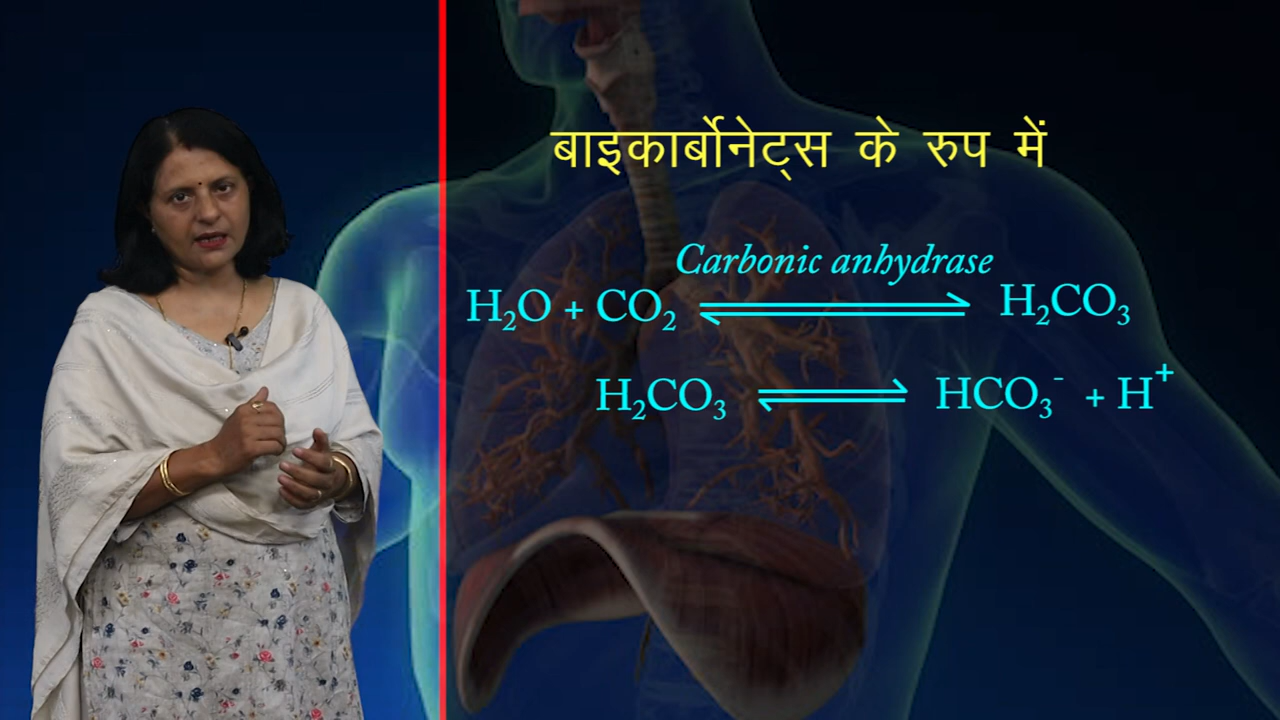 बाइकार्बोनेट्स के रुप में
Carbonic anhydrase
H₂O + CO₂ ⇌ H₂CO₃
H₂CO₃ ⇌ HCO₃⁻ + H⁺